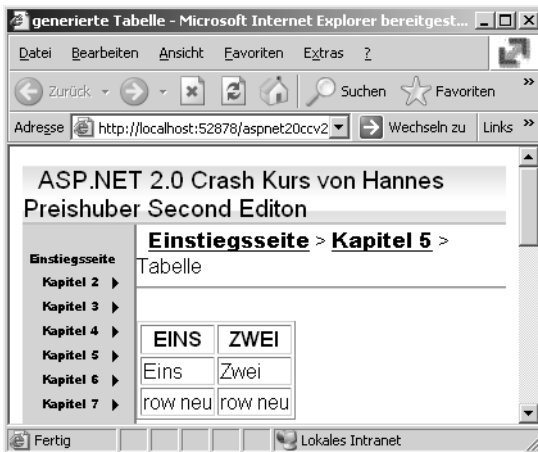 generierte Tabelle - Microsoft Internet Explorer bereitgest...
Datei Bearbeiten Ansicht Favoriten Extras ?
Zurück Suchen Favoriten »
Adresse http://localhost:52878/aspnet20ccv2 Wechseln zu Links »
ASP.NET 2.0 Crash Kurs von Hannes
Preishuber Second Editon
Einstiegsseite > Kapitel 5 >
Tabelle
Einstiegsseite
Kapitel 2
Kapitel 3
Kapitel 4
Kapitel 5
Kapitel 6
Kapitel 7
EINS ZWEI
Eins Zwei
row neu row neu
Fertig Lokales Intranet